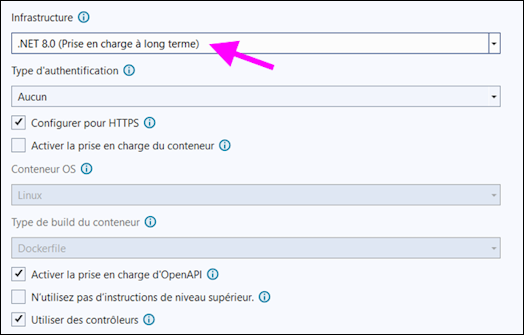 Infrastructure
.NET 8.0 (Prise en charge à long terme)
Type d'authentification
Aucun
Configurer pour HTTPS
Activer la prise en charge du conteneur
Conteneur OS
Linux
Type de build du conteneur
Dockerfile
Activer la prise en charge d'OpenAPI
N'utilisez pas d'instructions de niveau supérieur.
Utiliser des contrôleurs